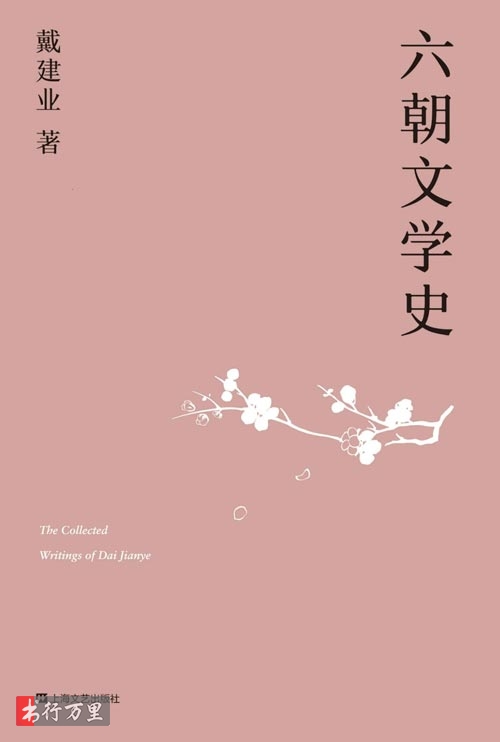 六朝文学史
戴建业 著
The Collected
Writings of Dai Jianye
上海文艺出版社
书行万里